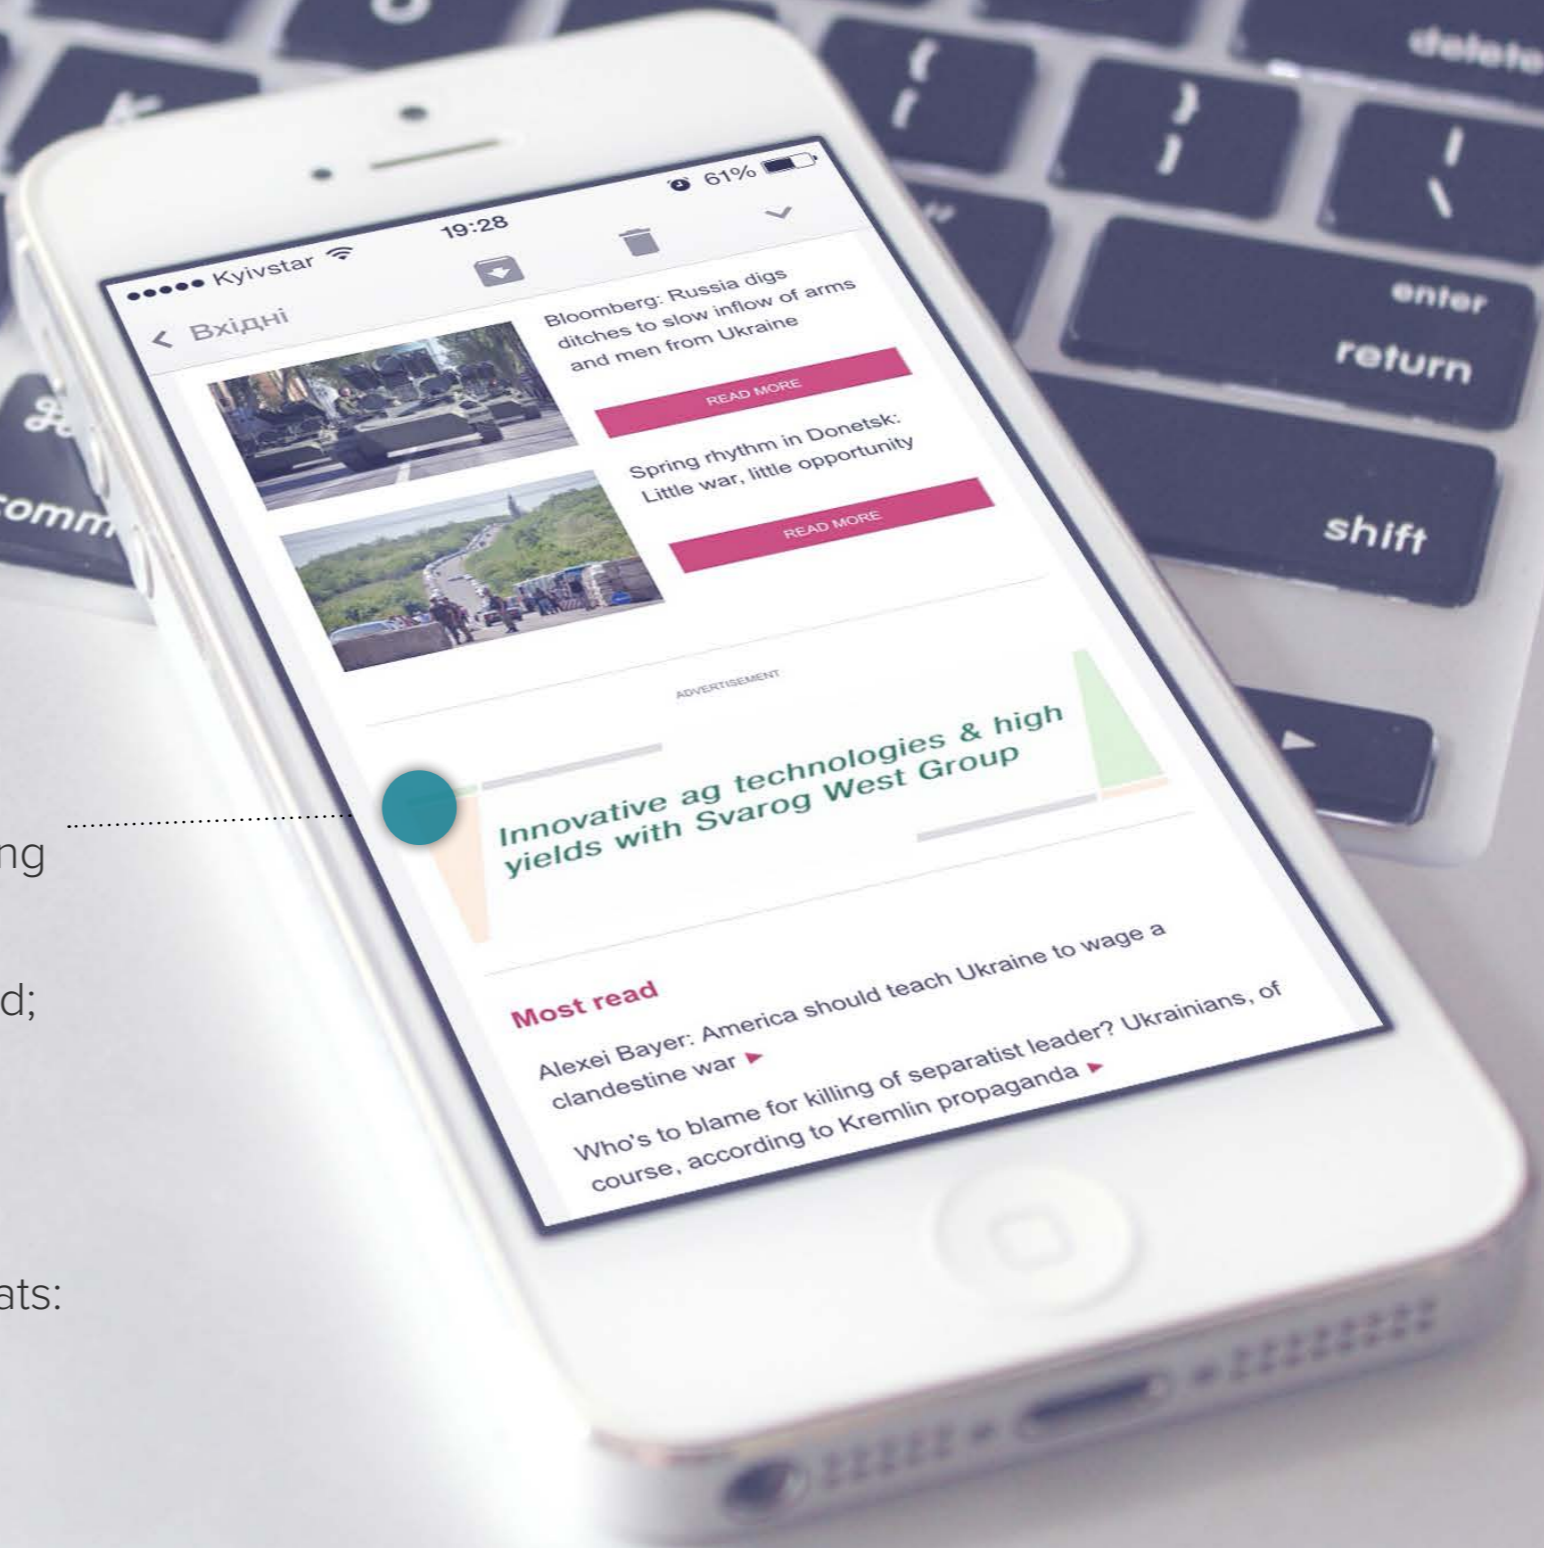 delete
{
[
}
]
|
\
enter
return
shift
Kyivstar
19:28
61%
Вхідні
Bloomberg: Russia digs
ditches to slow inflow of arms
and men from Ukraine
READ MORE
Spring rhythm in Donetsk:
Little war, little opportunity
READ MORE
ADVERTISEMENT
Innovative ag technologies & high
yields with Svarog West Group
Most read
Alexei Bayer: America should teach Ukraine to wage a
clandestine war ►
Who's to blame for killing of separatist leader? Ukrainians, of
course, according to Kremlin propaganda ►
⌘
comm
ng
d;
ats: